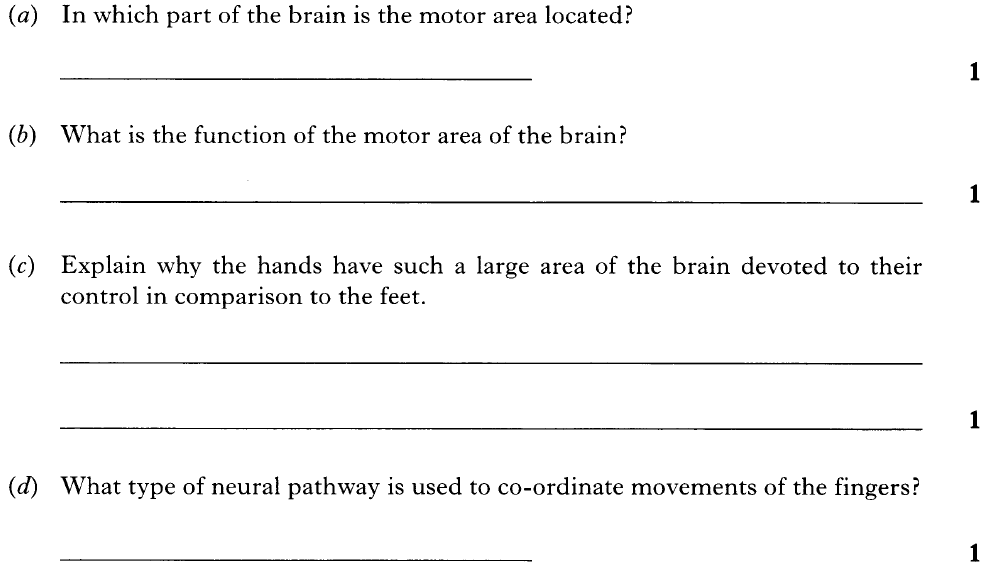 (a) In which part of the brain is the motor area located?
1
(b) What is the function of the motor area of the brain?
1
(c) Explain why the hands have such a large area of the brain devoted to their
control in comparison to the feet.
1
(d) What type of neural pathway is used to co-ordinate movements of the fingers?
1